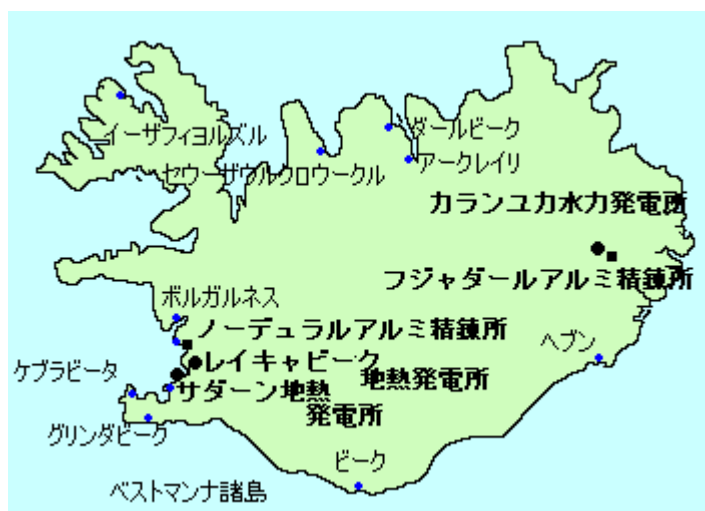 イーザフィヨルズル
ダールビーク
セウーザウルクロウークル
アークレイリ
カランユカ水力発電所
フジャダールアルミ精錬所
ボルガルネス
ノーデュラルアルミ精錬所
ヘブン
レイキャビーク
ケブラビータ
地熱発電所
サダーン地熱
発電所
グリンダビーク
ビーク
ベストマンナ諸島